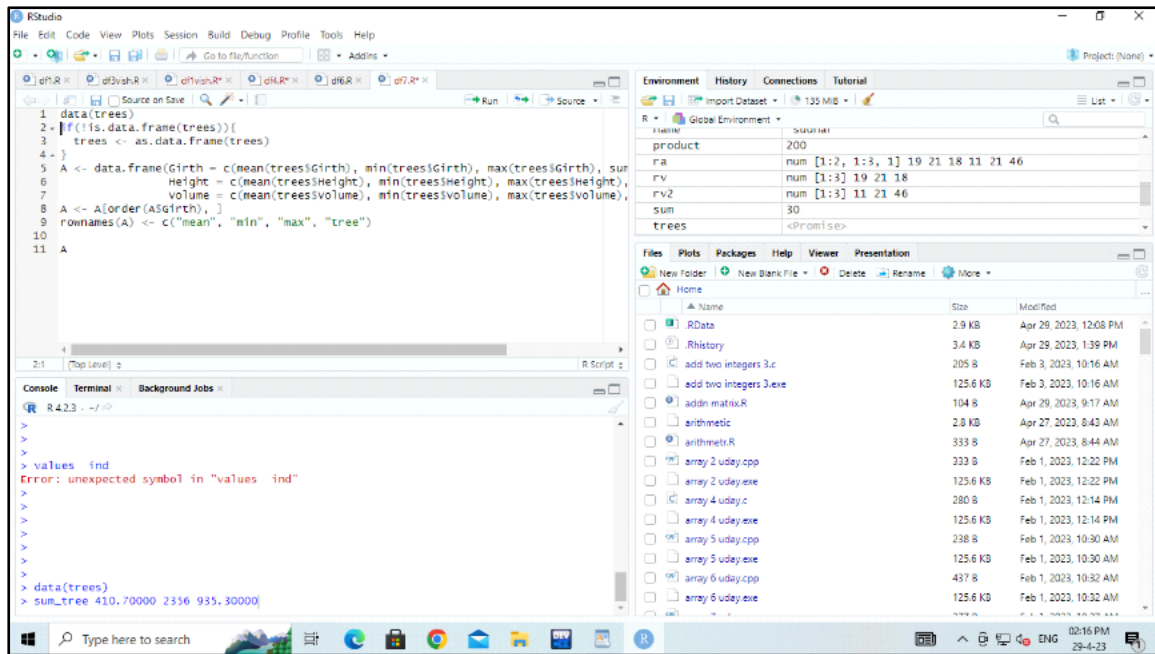 RStudio
File Edit Code View Plots Session Build Debug Profile Tools Help
Go to file/function Addins Project: (None)
df1.R df3vish.R df1vish.R* df4.R* df6.R df7.R*
Source on Save Run Source
1 data(trees)
2 if(!is.data.frame(trees)){
3 trees <- as.data.frame(trees)
4 }
5 A <- data.frame(Girth = c(mean(trees$Girth), min(trees$Girth), max(trees$Girth), sum
6 Height = c(mean(trees$Height), min(trees$Height), max(trees$Height),
7 volume = c(mean(trees$volume), min(trees$volume), max(trees$volume),
8 A <- A[order(A$Girth), ]
9 rownames(A) <- c("mean", "min", "max", "tree")
10
11 A
2:1 (Top Level) R Script
Console Terminal Background Jobs
R 4.2.3 · ~/
>
>
>
> values ind
Error: unexpected symbol in "values ind"
>
>
>
>
>
>
>
> data(trees)
> sum_tree 410.70000 2356 935.30000
Environment History Connections Tutorial
Import Dataset 135 MiB List
R Global Environment
name
product 200
ra num [1:2, 1:3, 1] 19 21 18 11 21 46
rv num [1:3] 19 21 18
rv2 num [1:3] 11 21 46
sum 30
trees <Promise>
Files Plots Packages Help Viewer Presentation
New Folder New Blank File Delete Rename More
Home
Name Size Modified
.RData 2.9 KB Apr 29, 2023, 12:08 PM
.Rhistory 3.4 KB Apr 29, 2023, 1:39 PM
add two integers 3.c 205 B Feb 3, 2023, 10:16 AM
add two integers 3.exe 125.6 KB Feb 3, 2023, 10:16 AM
addn matrix.R 104 B Apr 29, 2023, 9:17 AM
arithmetic 2.8 KB Apr 27, 2023, 8:43 AM
arithmetr.R 333 B Apr 27, 2023, 8:44 AM
array 2 uday.cpp 333 B Feb 1, 2023, 12:22 PM
array 2 uday.exe 125.6 KB Feb 1, 2023, 12:22 PM
array 4 uday.c 280 B Feb 1, 2023, 12:14 PM
array 4 uday.exe 125.6 KB Feb 1, 2023, 12:14 PM
array 5 uday.cpp 238 B Feb 1, 2023, 10:30 AM
array 5 uday.exe 125.6 KB Feb 1, 2023, 10:30 AM
array 6 uday.cpp 437 B Feb 1, 2023, 10:32 AM
array 6 uday.exe 125.6 KB Feb 1, 2023, 10:32 AM
Type here to search DEV R ENG 02:16 PM
29-4-23